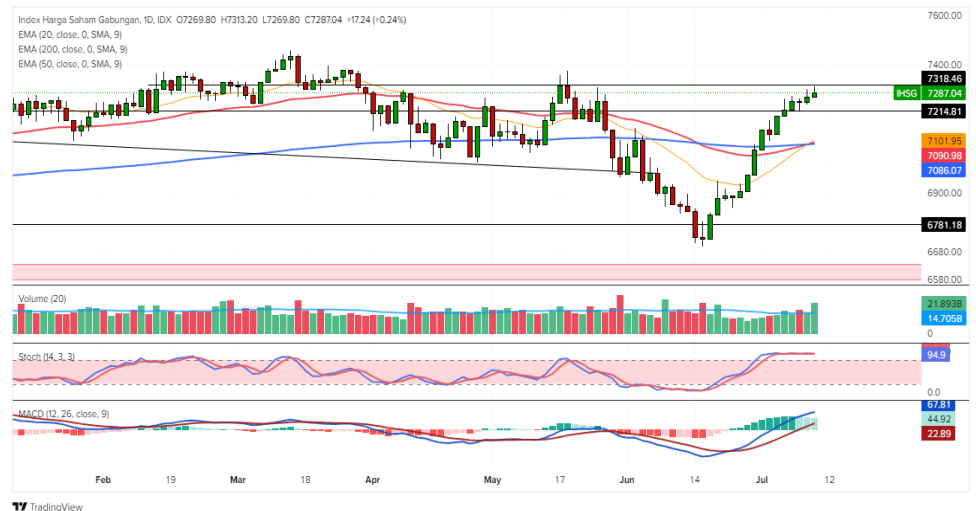 Index Harga Saham Gabungan, 1D, IDX O7269.80 H7313.20 L7269.80 C7287.04 +17.24 (+0.24%)
EMA (20, close, 0, SMA, 9)
EMA (200, close, 0, SMA, 9)
EMA (50, close, 0, SMA, 9)
7600.00
7400.00
7318.46
IHSG 7287.04
7214.81
7101.95
7090.98
7086.07
6900.00
6781.18
6680.00
6580.00
Volume (20)
21.893B
14.705B
0
Stoch (14, 3, 3)
94.9
0.0
MACD (12, 26, close, 9)
67.81
44.92
22.89
Feb 19 Mar 18 Apr May 17 Jun 14 Jul 12
TradingView